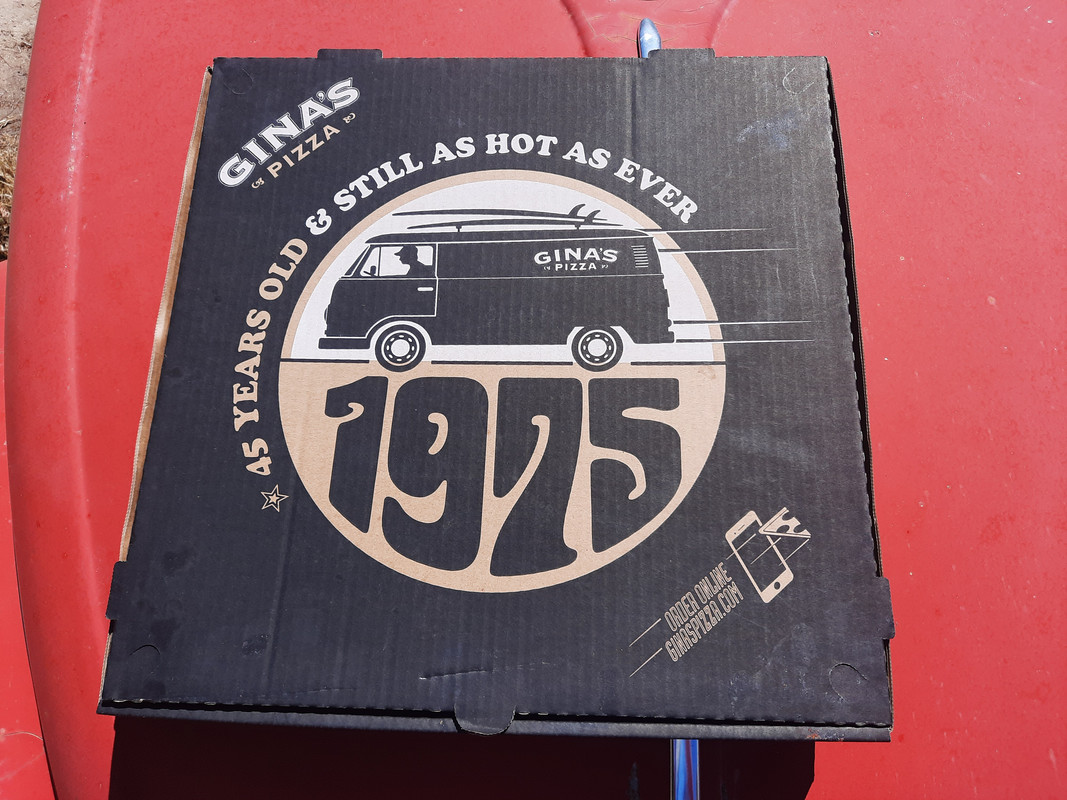 GINA'S
PIZZA
45 YEARS OLD & STILL AS HOT AS EVER
GINA'S
PIZZA
1975
ORDER ONLINE
GINASPIZZA.COM